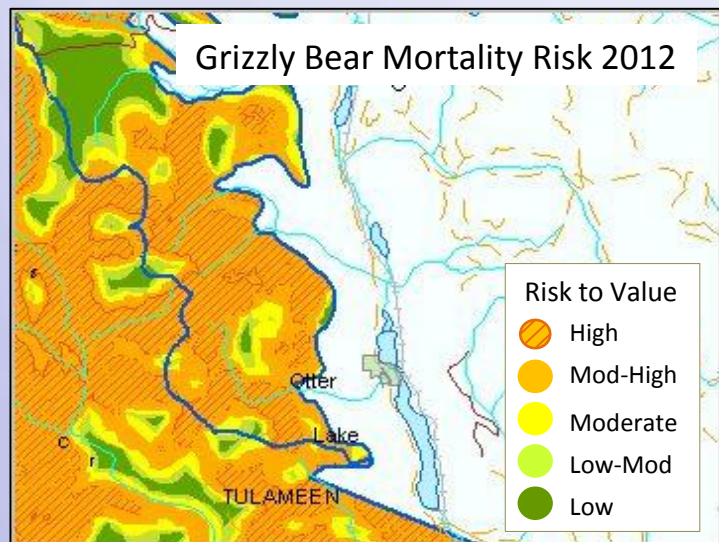 Grizzly Bear Mortality Risk 2012
Risk to Value
High
Mod-High
Moderate
Low-Mod
Low
Otter
Lake
TULAMEEN
s
C
r